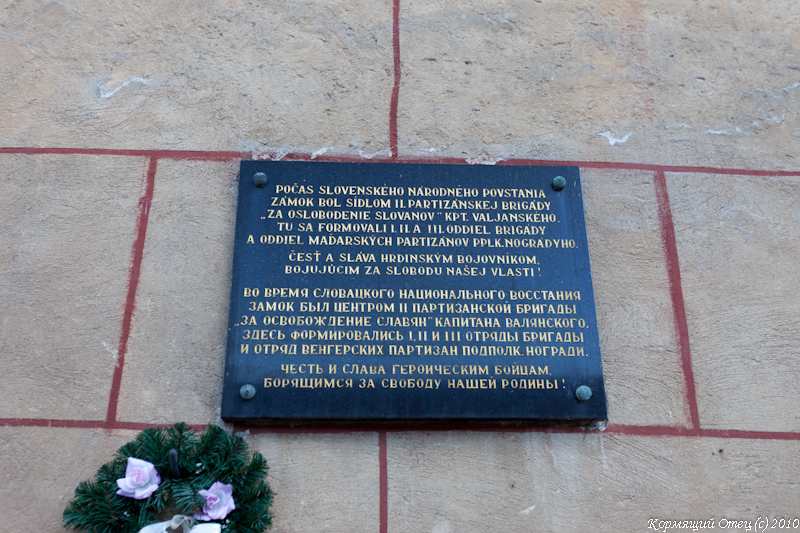 POČAS SLOVENSKÉHO NÁRODNÉHO POVSTANIA
ZÁMOK BOL SÍDLOM II. PARTIZÁNSKEJ BRIGÁDY
„ZA OSLOBODENIE SLOVANOV" KPT. VALJANSKÉHO.
TU SA FORMOVALI I. II A III. ODDIEL BRIGÁDY
A ODDIEL MAĎARSKÝCH PARTIZÁNOV PPLK. NOGRÁDYHO.
ČESŤ A SLÁVA HRDINSKÝM BOJOVNÍKOM,
BOJUJÚCIM ZA SLOBODU NAŠEJ VLASTI!
ВО ВРЕМЯ СЛОВАЦКОГО НАЦИОНАЛЬНОГО ВОССТАНИЯ
ЗАМОК БЫЛ ЦЕНТРОМ II ПАРТИЗАНСКОЙ БРИГАДЫ
„ЗА ОСВОБОЖДЕНИЕ СЛАВЯН" КАПИТАНА ВАЛЯНСКОГО.
ЗДЕСЬ ФОРМИРОВАЛИСЬ I, II И III ОТРЯДЫ БРИГАДЫ
И ОТРЯД ВЕНГЕРСКИХ ПАРТИЗАН ПОДПОЛК. НОГРАДИ.
ЧЕСТЬ И СЛАВА ГЕРОИЧЕСКИМ БОЙЦАМ,
БОРЯЩИМСЯ ЗА СВОБОДУ НАШЕЙ РОДИНЫ!
Кормящий Отец (c) 2010